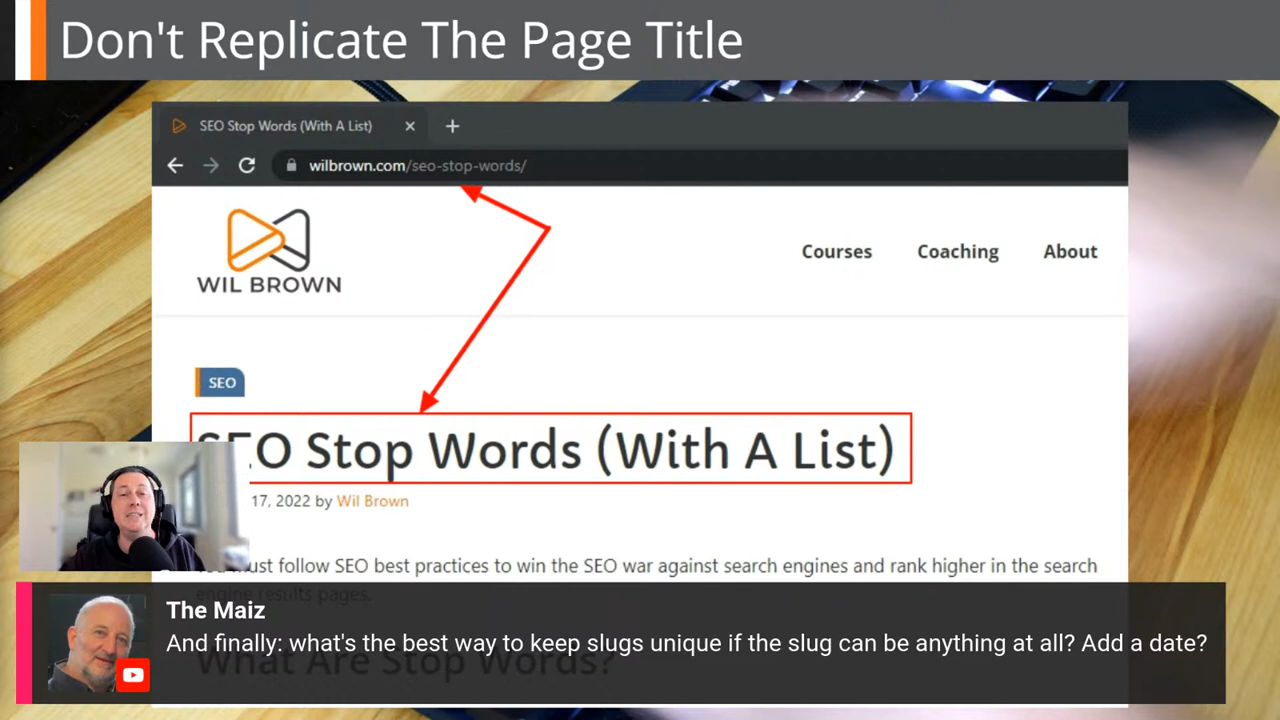 Don't Replicate The Page Title
SEO Stop Words (With A List)
wilbrown.com/seo-stop-words/
WIL BROWN
Courses Coaching About
SEO
SEO Stop Words (With A List)
17, 2022 by Wil Brown
must follow SEO best practices to win the SEO war against search engines and rank higher in the search
engine results pages.
The Maiz
And finally: what's the best way to keep slugs unique if the slug can be anything at all? Add a date?
What Are Stop Words?